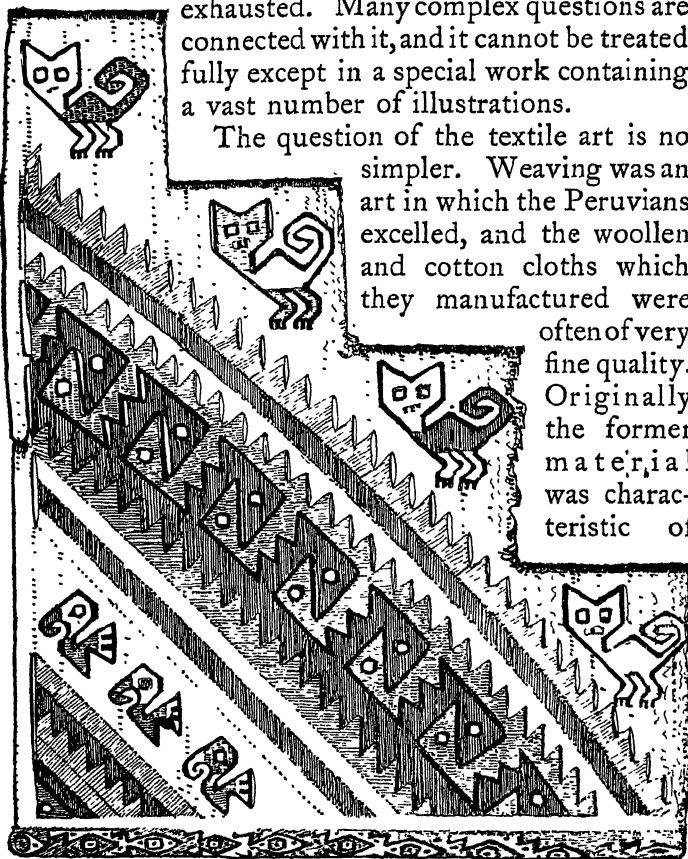 exhausted. Many complex questions are
connected with it, and it cannot be treated
fully except in a special work containing
a vast number of illustrations.
The question of the textile art is no
simpler. Weaving was an
art in which the Peruvians
excelled, and the woollen
and cotton cloths which
they manufactured were
often of very
fine quality.
Originally
the former
material
was charac-
teristic of